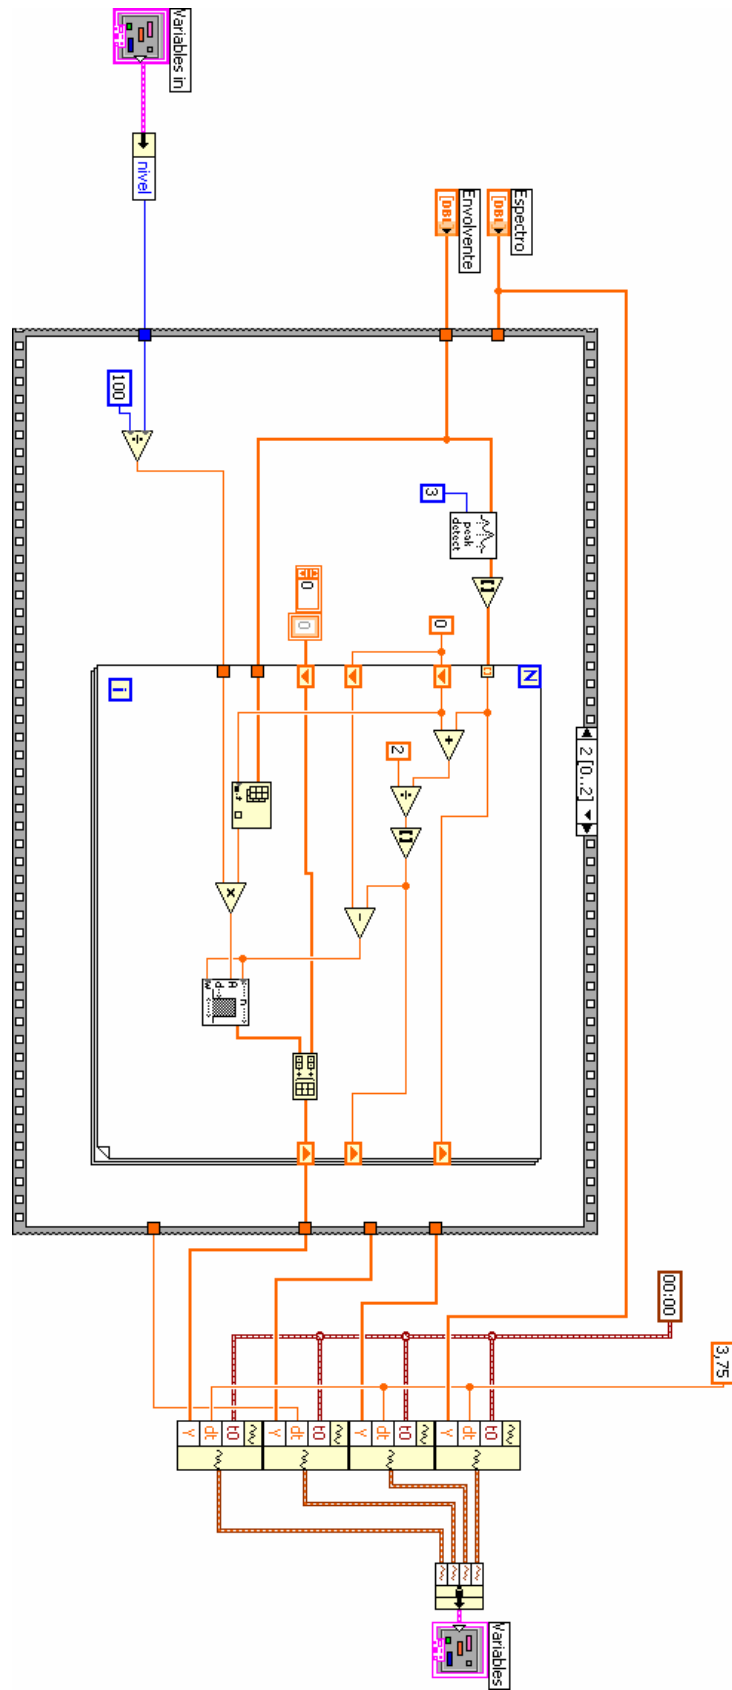 Variables in
nivel
Espectro
[DBL
Envolvente
[DBL
2 [0..2]
100
÷
3
peak
detect
[]
0
0
0
N
i
+
2
÷
[]
-
x
n
A
d
w
00:00
3,75
t0
dt
Y
t0
dt
Y
t0
dt
Y
t0
dt
Y
Variables